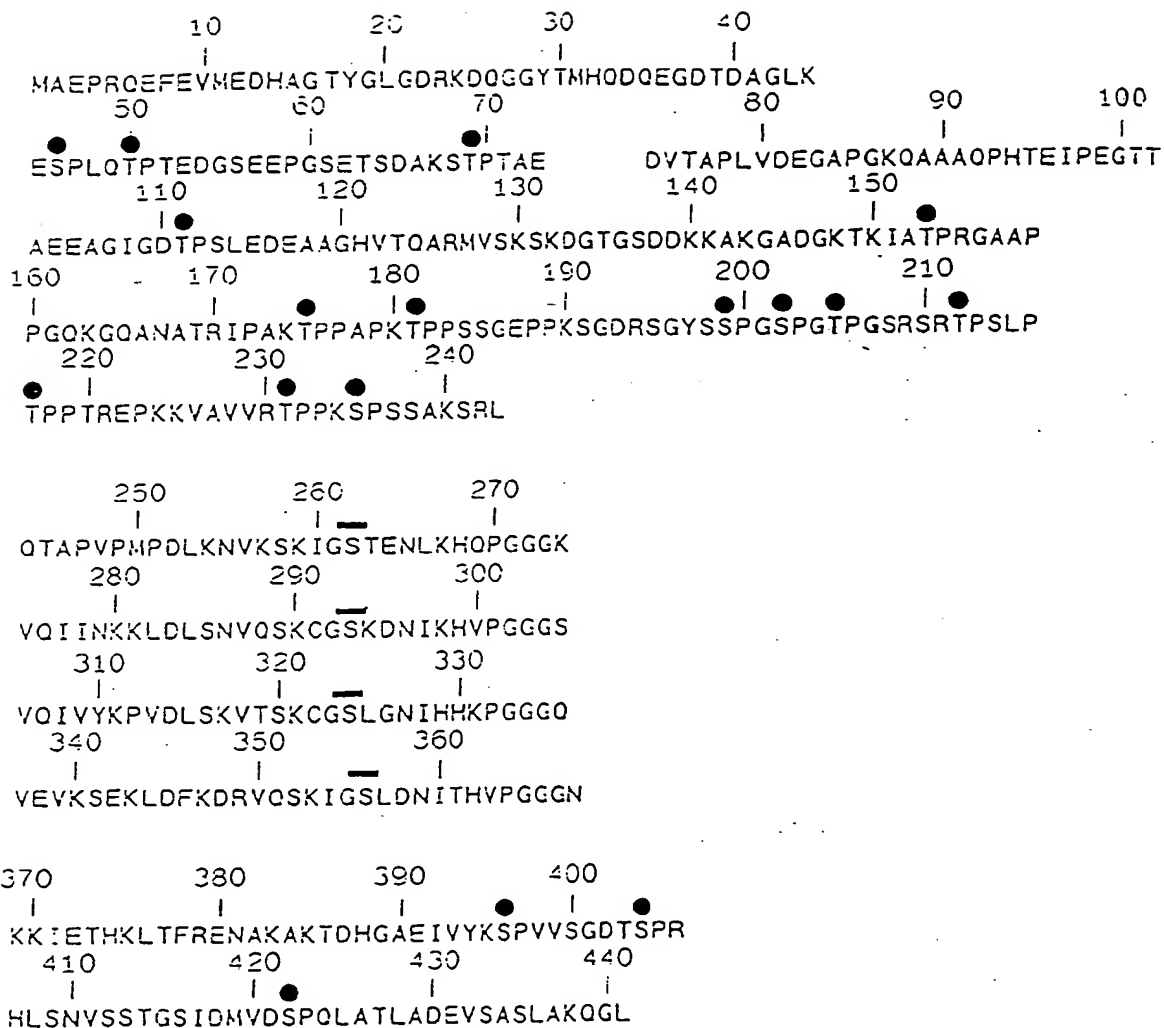 10 20 30 40
MAEPRQEFEVMEDHAGTYGLGDRKDQGGYTMHQDQEGDTDAGLK
50 60 70 80 90 100
ESPLQTPTEDGSEEPGSETSDAKSTPTAE DVTAPLVDEGAPGKQAAAQPHTEIPEGTT
110 120 130 140 150
AEEAGIGDTPSLEDEAAGHVTQARMVSKSKDGTGSDDKKAKGADGKTKIATPRGAAP
160 170 180 190 200 210
PGQKGQANATRIPAKTPPAPKTPPSSGEPPKSGDRSGYSSPGSPGTPGSRSRTPSLP
220 230 240
TPPTREPKKVAVVRTPPKSPSSAKSRL
250 260 270
QTAPVPMPDLKNVKSKIGSTENLKHQPGGGK
280 290 300
VQIINKKLDLSNVQSKCGSKDNIKHVPGGGS
310 320 330
VQIVYKPVDLSKVTSKCGSLGNIHHKPGGGQ
340 350 360
VEVKSEKLDFKDRVQSKIGSLDNITHVPGGGN
370 380 390 400
KKIETHKLTFRENAKAKTDHGAEIVYKSPVVSGDTSPR
410 420 430 440
HLSNVSSTGSIDMVDSPQLATLADEVSASLAKQGL